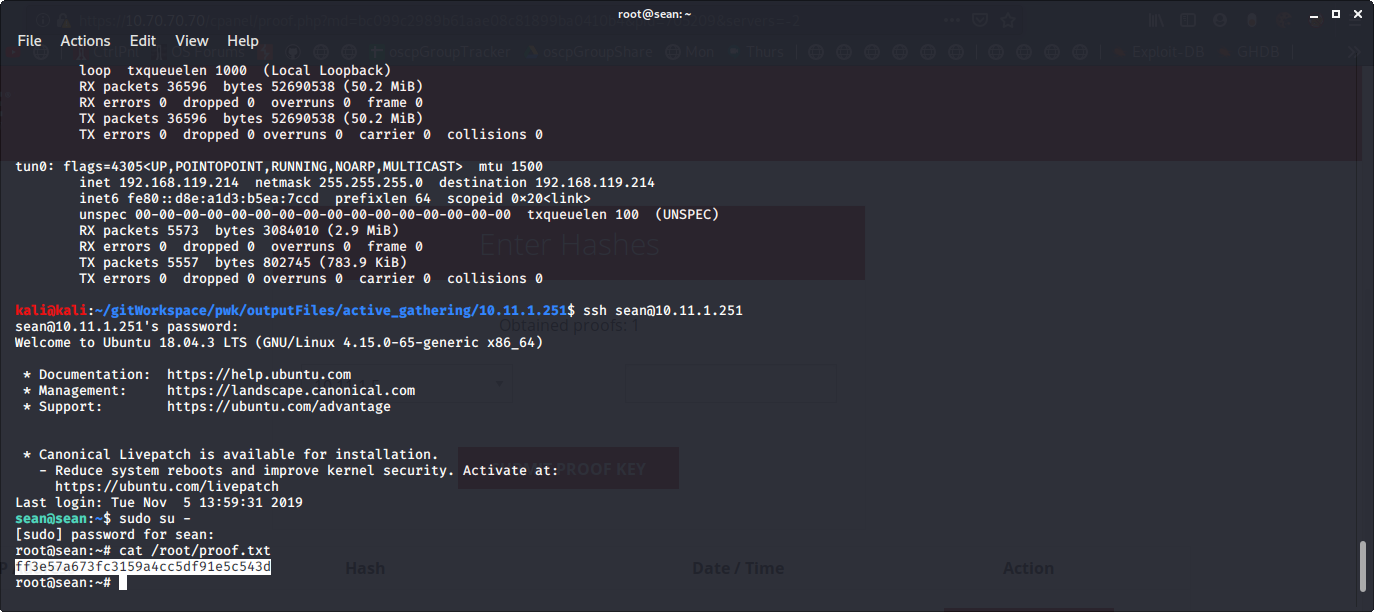 root@sean: ~
File Actions Edit View Help
loop txqueuelen 1000 (Local Loopback)
RX packets 36596 bytes 52690538 (50.2 MiB)
RX errors 0 dropped 0 overruns 0 frame 0
TX packets 36596 bytes 52690538 (50.2 MiB)
TX errors 0 dropped 0 overruns 0 carrier 0 collisions 0
tun0: flags=4305<UP,POINTOPOINT,RUNNING,NOARP,MULTICAST> mtu 1500
inet 192.168.119.214 netmask 255.255.255.0 destination 192.168.119.214
inet6 fe80::d8e:a1d3:b5ea:7ccd prefixlen 64 scopeid 0×20<link>
unspec 00-00-00-00-00-00-00-00-00-00-00-00-00-00-00-00 txqueuelen 100 (UNSPEC)
RX packets 5573 bytes 3084010 (2.9 MiB)
Enter Hashes
RX errors 0 dropped 0 overruns 0 frame 0
TX packets 5557 bytes 802745 (783.9 KiB)
TX errors 0 dropped 0 overruns 0 carrier 0 collisions 0
kali@kali:~/gitWorkspace/pwk/outputFiles/active_gathering/10.11.1.251$ ssh sean@10.11.1.251
sean@10.11.1.251's password:
Obtained proofs: 1
Welcome to Ubuntu 18.04.3 LTS (GNU/Linux 4.15.0-65-generic x86_64)
* Documentation: https://help.ubuntu.com
* Management: https://landscape.canonical.com
* Support: https://ubuntu.com/advantage
* Canonical Livepatch is available for installation.
- Reduce system reboots and improve kernel security. Activate at:
PROOF KEY
https://ubuntu.com/livepatch
Last login: Tue Nov 5 13:59:31 2019
sean@sean:~$ sudo su -
[sudo] password for sean:
root@sean:~# cat /root/proof.txt
ff3e57a673fc3159a4cc5df91e5c543d
Hash Date / Time Action
root@sean:~#